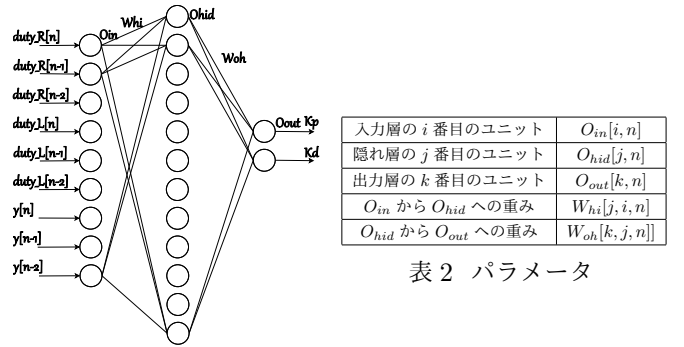 Ohid
Whi
duty_R[n]
Oin
duty_R[n-1]
Woh
duty_R[n-2]
duty_L[n]
Oout Kp
duty_L[n-1]
Kd
duty_L[n-2]
y[n]
y[n-1]
y[n-2]
入力層の i 番目のユニット O_in[i, n]
隠れ層の j 番目のユニット O_hid[j, n]
出力層の k 番目のユニット O_out[k, n]
O_in から O_hid への重み W_hi[j, i, n]
O_hid から O_out への重み W_oh[k, j, n]]
表 2 パラメータ